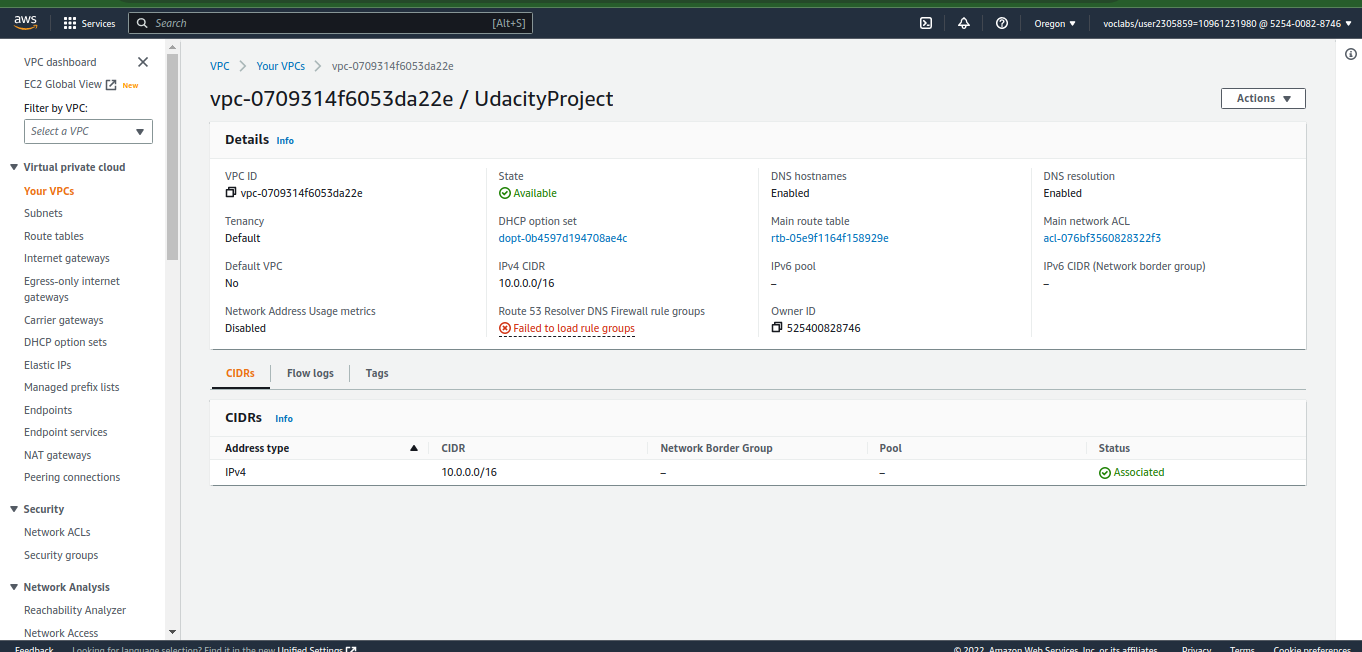 aws Services Search [Alt+S] Oregon voclabs/user2305859=10961231980 @ 5254-0082-8746
VPC dashboard
EC2 Global View New
Filter by VPC:
Select a VPC
Virtual private cloud
Your VPCs
Subnets
Route tables
Internet gateways
Egress-only internet
gateways
Carrier gateways
DHCP option sets
Elastic IPs
Managed prefix lists
Endpoints
Endpoint services
NAT gateways
Peering connections
Security
Network ACLs
Security groups
Network Analysis
Reachability Analyzer
Network Access
VPC Your VPCs vpc-0709314f6053da22e
vpc-0709314f6053da22e / UdacityProject
Actions
Details Info
VPC ID
vpc-0709314f6053da22e
State
Available
DNS hostnames
Enabled
DNS resolution
Enabled
Tenancy
Default
DHCP option set
dopt-0b4597d194708ae4c
Main route table
rtb-05e9f1164f158929e
Main network ACL
acl-076bf3560828322f3
Default VPC
No
IPv4 CIDR
10.0.0.0/16
IPv6 pool
–
IPv6 CIDR (Network border group)
–
Network Address Usage metrics
Disabled
Route 53 Resolver DNS Firewall rule groups
Failed to load rule groups
Owner ID
525400828746
CIDRs Flow logs Tags
CIDRs Info
Address type CIDR Network Border Group Pool Status
IPv4 10.0.0.0/16 – – Associated
Feedback Looking for language selection? Find it in the new Unified Settings © 2022, Amazon Web Services, Inc. or its affiliates. Privacy Terms Cookie preferences